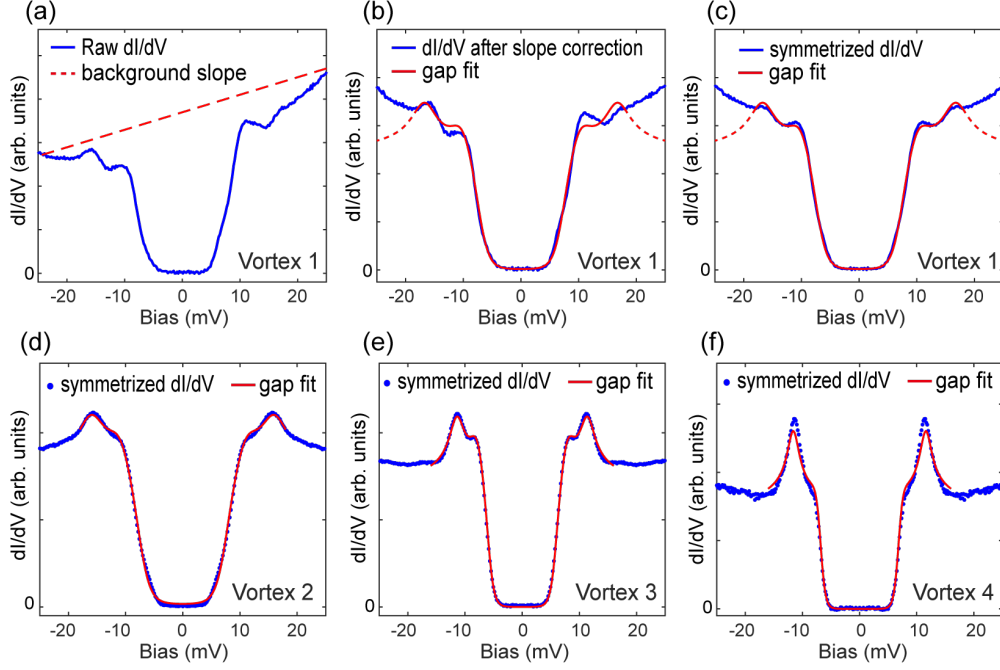 (a)
Raw dI/dV
background slope
dI/dV (arb. units)
0
Vortex 1
-20 -10 0 10 20
Bias (mV)
(b)
dI/dV after slope correction
gap fit
dI/dV (arb. units)
0
Vortex 1
-20 -10 0 10 20
Bias (mV)
(c)
symmetrized dI/dV
gap fit
dI/dV (arb. units)
0
Vortex 1
-20 -10 0 10 20
Bias (mV)
(d)
symmetrized dI/dV gap fit
dI/dV (arb. units)
0
Vortex 2
-20 -10 0 10 20
Bias (mV)
(e)
symmetrized dI/dV gap fit
dI/dV (arb. units)
0
Vortex 3
-20 -10 0 10 20
Bias (mV)
(f)
symmetrized dI/dV gap fit
dI/dV (arb. units)
0
Vortex 4
-20 -10 0 10 20
Bias (mV)